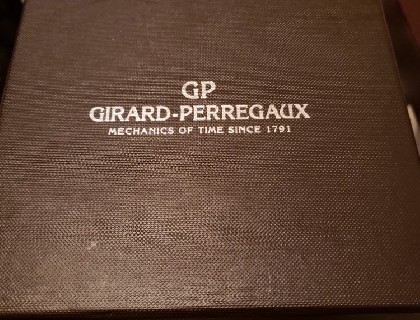 GP
GIRARD-PERREGAUX
MECHANICS OF TIME SINCE 1791